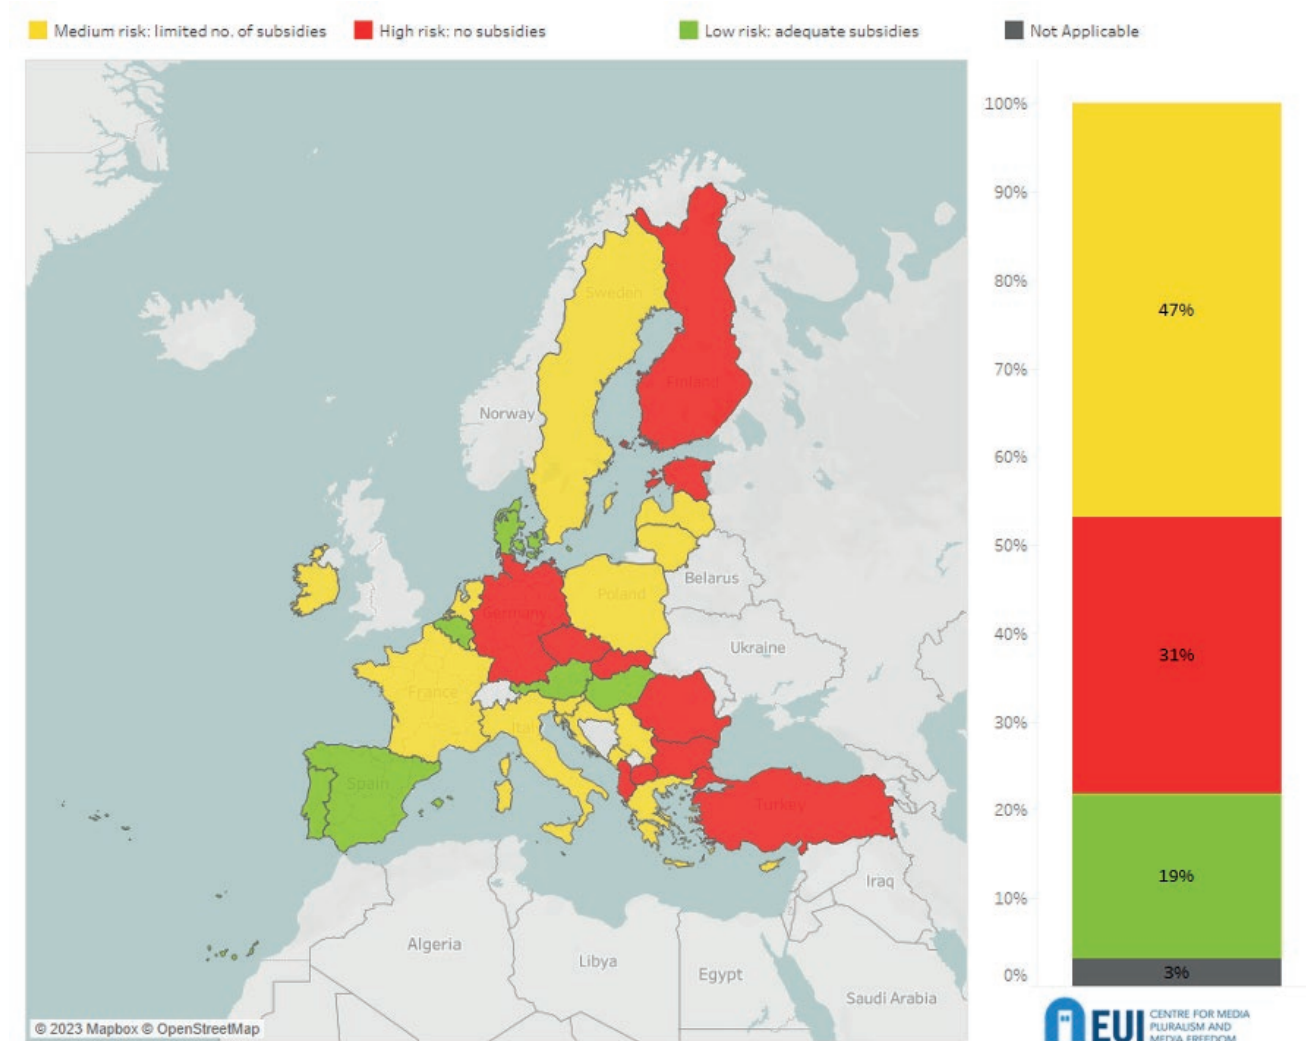 Medium risk: limited no. of subsidies
High risk: no subsidies
Low risk: adequate subsidies
Not Applicable
100%
90%
80%
70%
60%
50%
40%
30%
20%
10%
0%
47%
31%
19%
3%
Sweden
Finland
Norway
Belarus
Poland
Germany
Ukraine
France
Spain
Turkey
Iraq
Algeria
Libya
Egypt
Saudi Arabia
© 2023 Mapbox © OpenStreetMap
EUI
CENTRE FOR MEDIA
PLURALISM AND
MEDIA FREEDOM